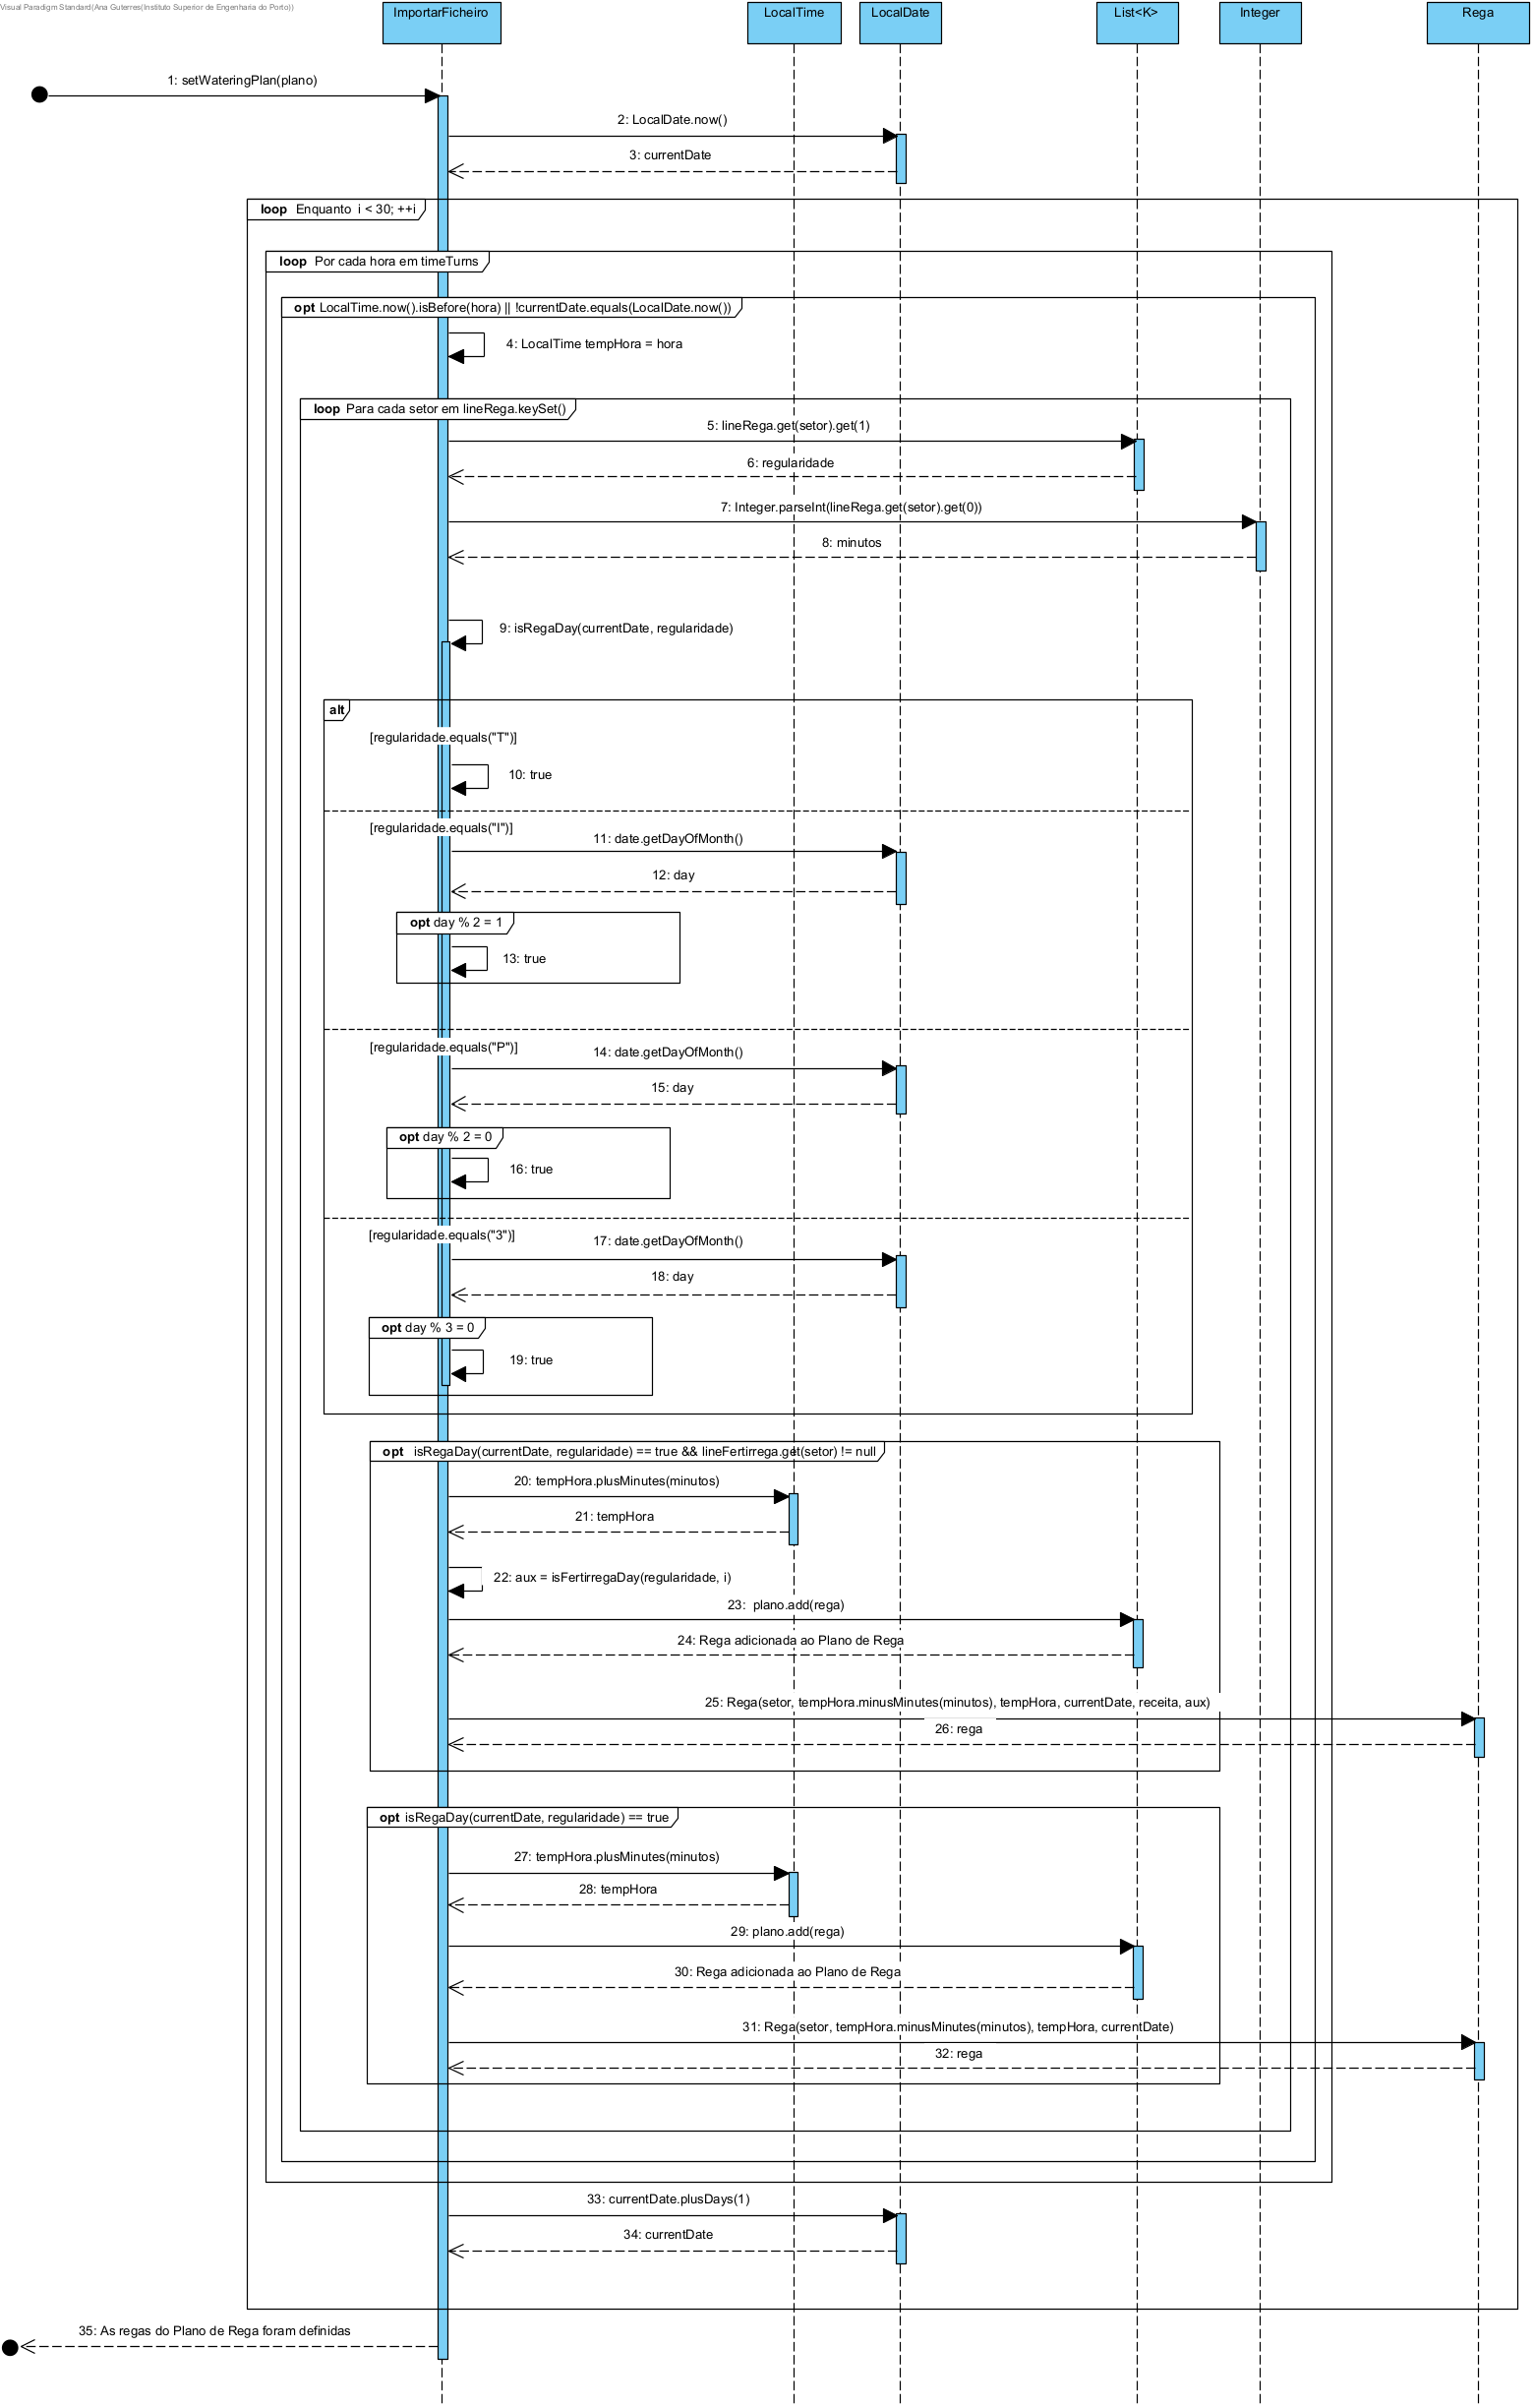 Visual Paradigm Standard(Ana Guterres(Instituto Superior de Engenharia do Porto))
ImportarFicheiro
LocalTime
LocalDate
List<K>
Integer
Rega
1: setWateringPlan(plano)
2: LocalDate.now()
3: currentDate
loop Enquanto i < 30; ++i
loop Por cada hora em timeTurns
opt LocalTime.now().isBefore(hora) || !currentDate.equals(LocalDate.now())
4: LocalTime tempHora = hora
loop Para cada setor em lineRega.keySet()
5: lineRega.get(setor).get(1)
6: regularidade
7: Integer.parseInt(lineRega.get(setor).get(0))
8: minutos
9: isRegaDay(currentDate, regularidade)
alt
[regularidade.equals("T")]
10: true
[regularidade.equals("I")]
11: date.getDayOfMonth()
12: day
opt day % 2 = 1
13: true
[regularidade.equals("P")]
14: date.getDayOfMonth()
15: day
opt day % 2 = 0
16: true
[regularidade.equals("3")]
17: date.getDayOfMonth()
18: day
opt day % 3 = 0
19: true
opt isRegaDay(currentDate, regularidade) == true && lineFertirrega.get(setor) != null
20: tempHora.plusMinutes(minutos)
21: tempHora
22: aux = isFertirregaDay(regularidade, i)
23: plano.add(rega)
24: Rega adicionada ao Plano de Rega
25: Rega(setor, tempHora.minusMinutes(minutos), tempHora, currentDate, receita, aux)
26: rega
opt isRegaDay(currentDate, regularidade) == true
27: tempHora.plusMinutes(minutos)
28: tempHora
29: plano.add(rega)
30: Rega adicionada ao Plano de Rega
31: Rega(setor, tempHora.minusMinutes(minutos), tempHora, currentDate)
32: rega
33: currentDate.plusDays(1)
34: currentDate
35: As regas do Plano de Rega foram definidas